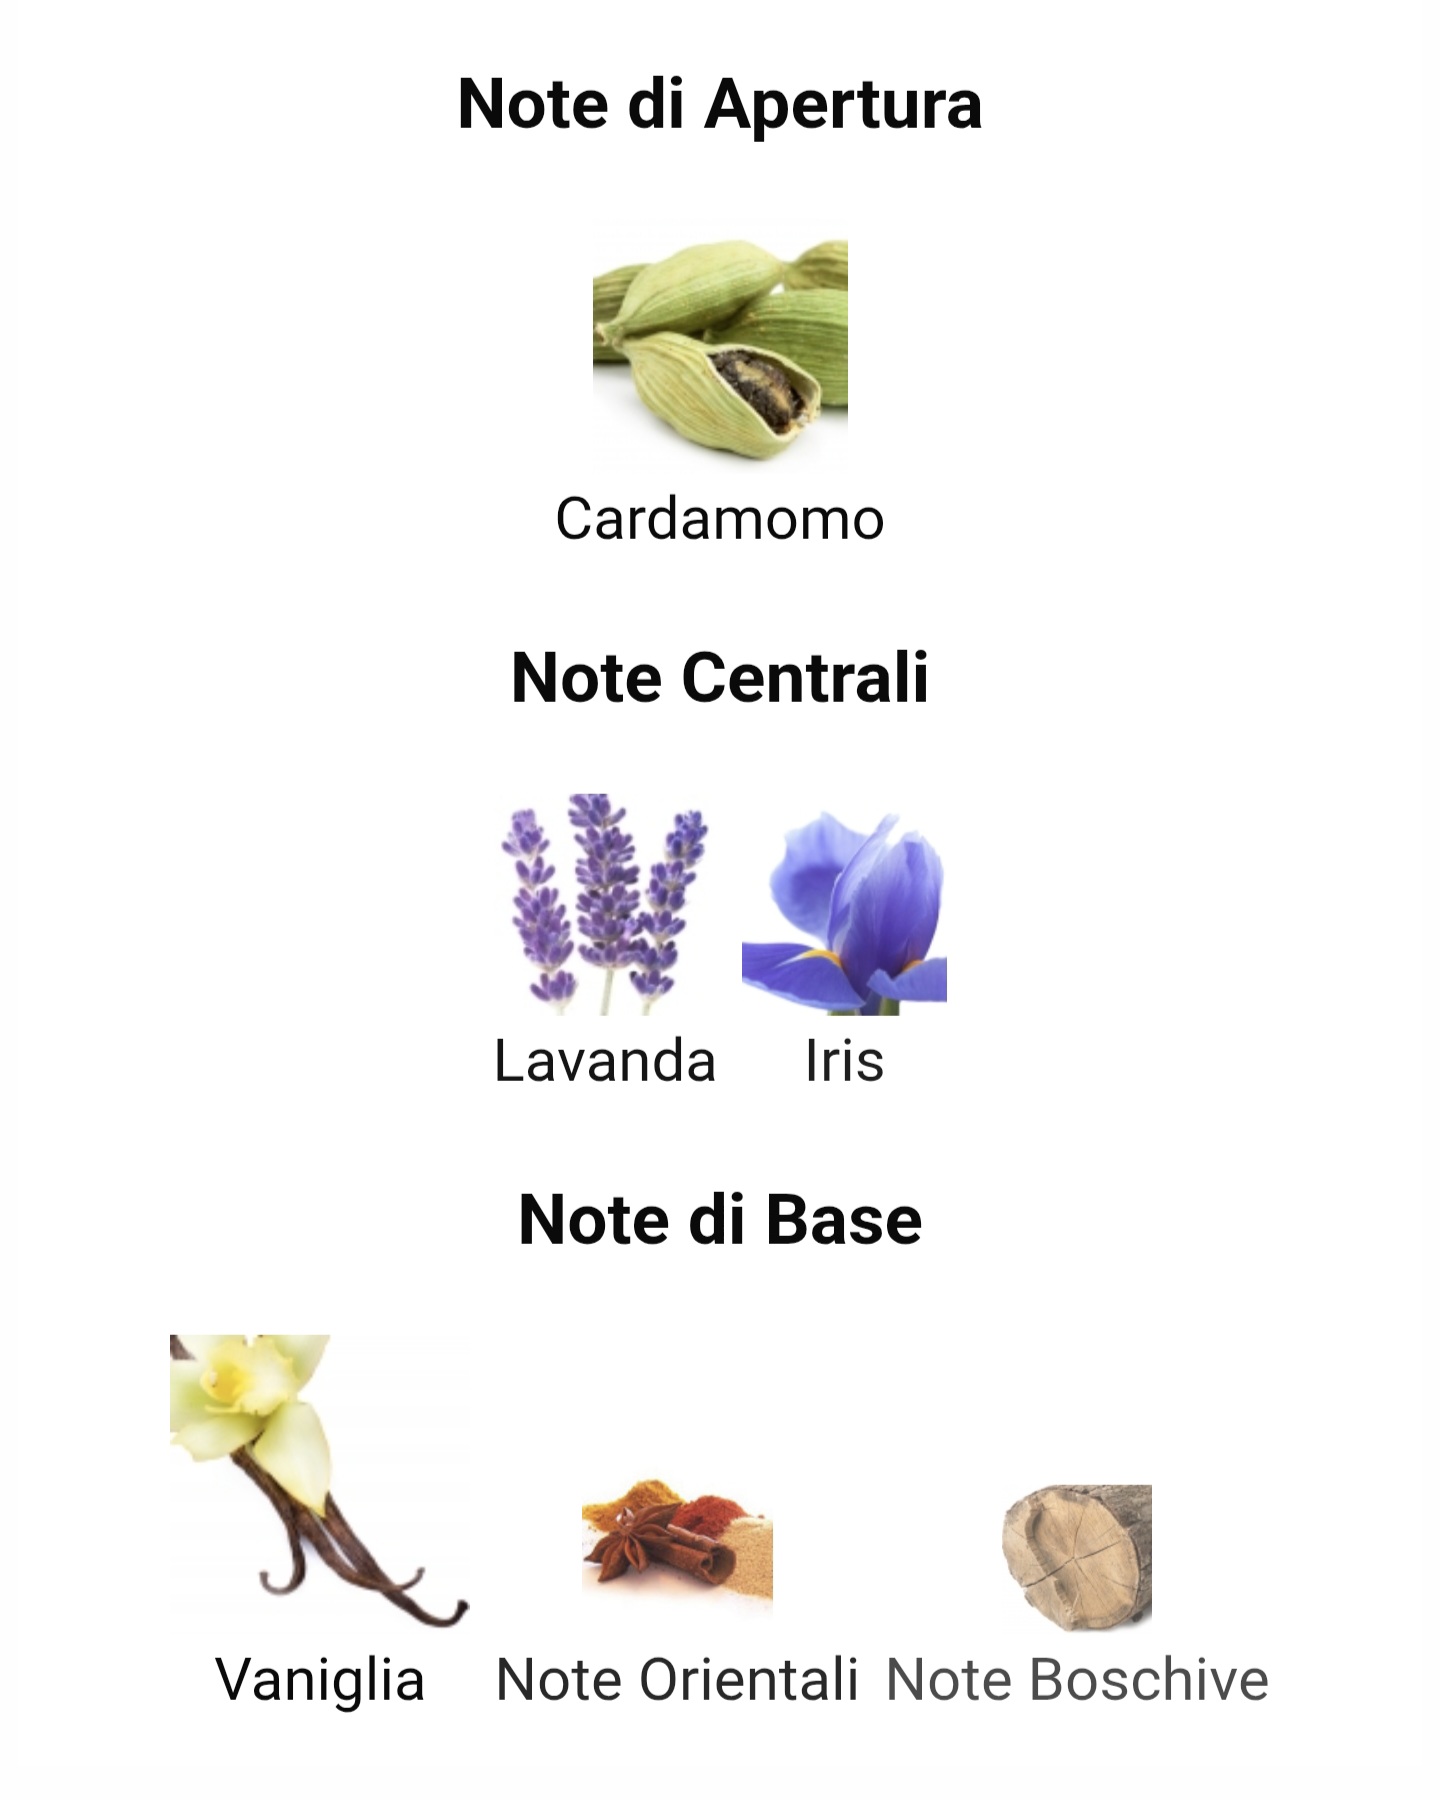 Note di Apertura
Cardamomo
Note Centrali
Lavanda Iris
Note di Base
Vaniglia Note Orientali Note Boschive